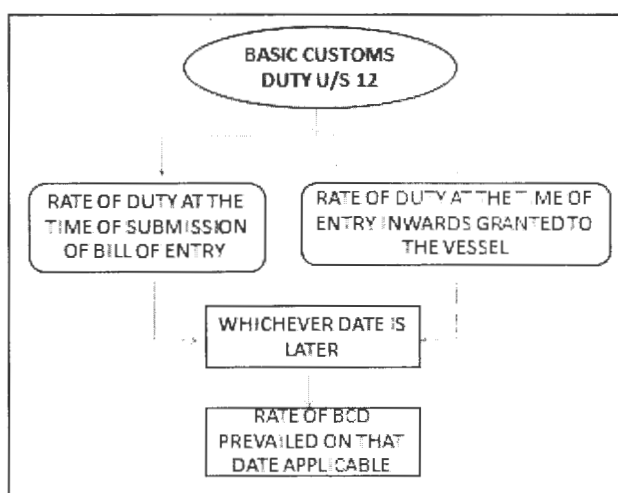 BASIC CUSTOMS
DUTY U/S 12
RATE OF DUTY AT THE
TIME OF SUBMISSION
OF BILL OF ENTRY
RATE OF DUTY AT THE TIME OF
ENTRY INWARDS GRANTED TO
THE VESSEL
WHICHEVER DATE IS
LATER
RATE OF BCD
PREVAILED ON THAT
DATE APPLICABLE